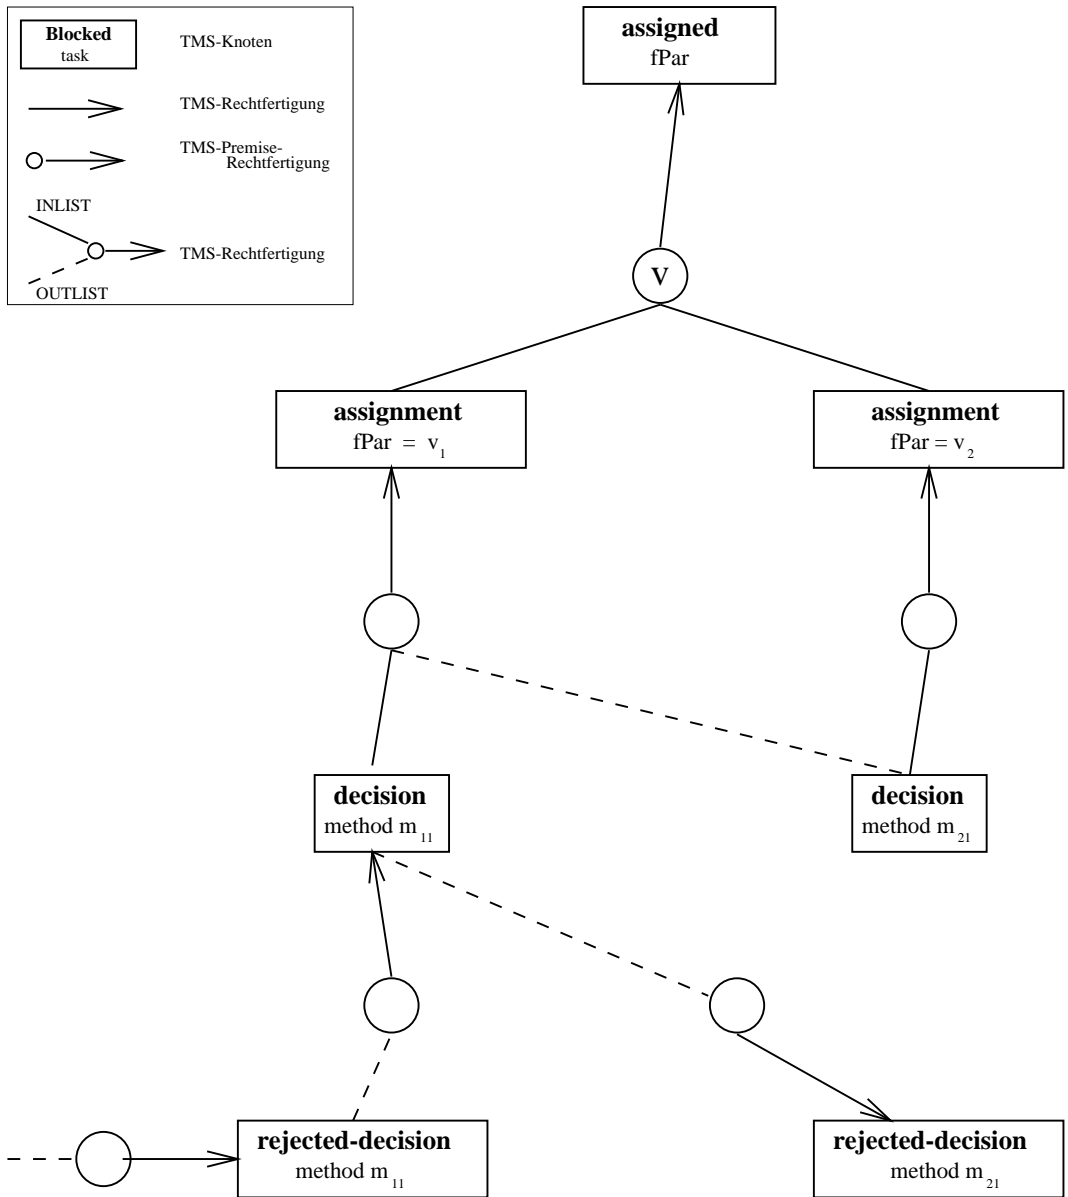 Blocked
task
TMS-Knoten
TMS-Rechtfertigung
TMS-Premise-
Rechtfertigung
INLIST
TMS-Rechtfertigung
OUTLIST
assigned
fPar
V
assignment
fPar = v₁
assignment
fPar = v₂
decision
method m₁₁
decision
method m₂₁
rejected-decision
method m₁₁
rejected-decision
method m₂₁